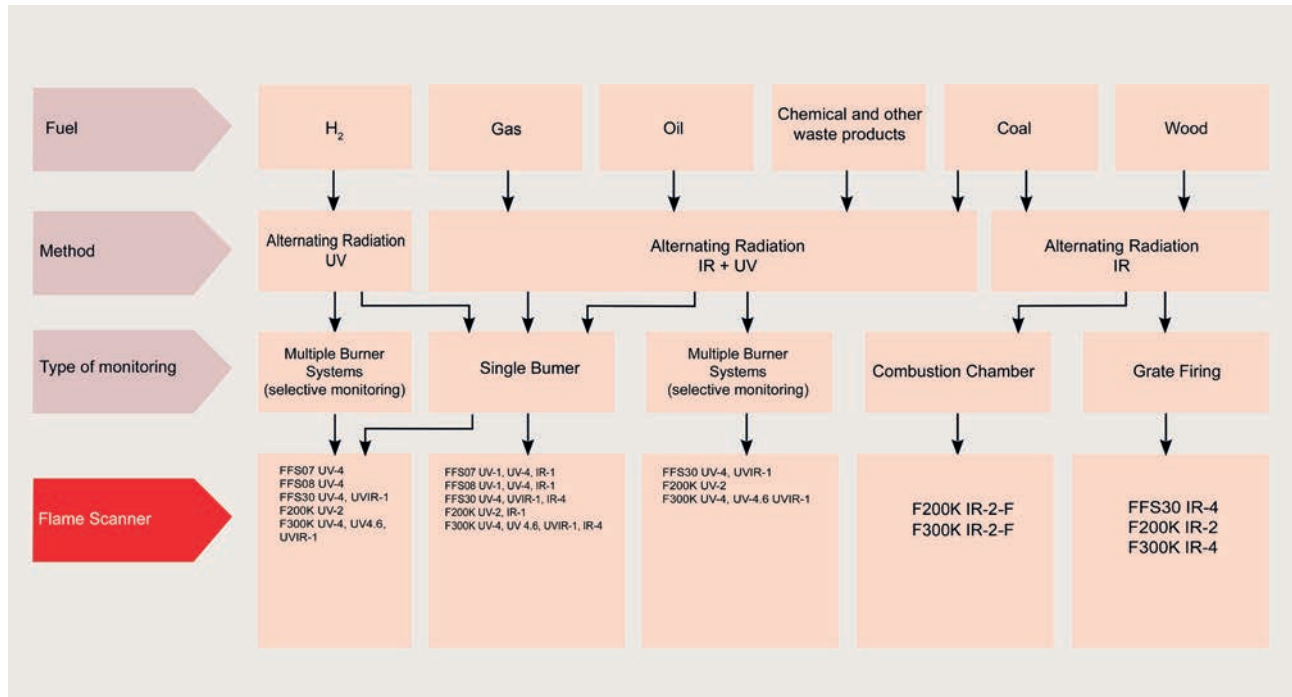 Fuel
H₂
Gas
Oil
Chemical and other
waste products
Coal
Wood
Method
Alternating Radiation
UV
Alternating Radiation
IR + UV
Alternating Radiation
IR
Type of monitoring
Multiple Burner
Systems
(selective monitoring)
Single Burner
Multiple Burner
Systems
(selective monitoring)
Combustion Chamber
Grate Firing
Flame Scanner
FFS07 UV-4
FFS08 UV-4
FFS30 UV-4, UVIR-1
F200K UV-2
F300K UV-4, UV4.6,
UVIR-1
FFS07 UV-1, UV-4, IR-1
FFS08 UV-1, UV-4, IR-1
FFS30 UV-4, UVIR-1, IR-4
F200K UV-2, IR-1
F300K UV-4, UV 4.6, UVIR-1, IR-4
FFS30 UV-4, UVIR-1
F200K UV-2
F300K UV-4, UV-4.6 UVIR-1
F200K IR-2-F
F300K IR-2-F
FFS30 IR-4
F200K IR-2
F300K IR-4